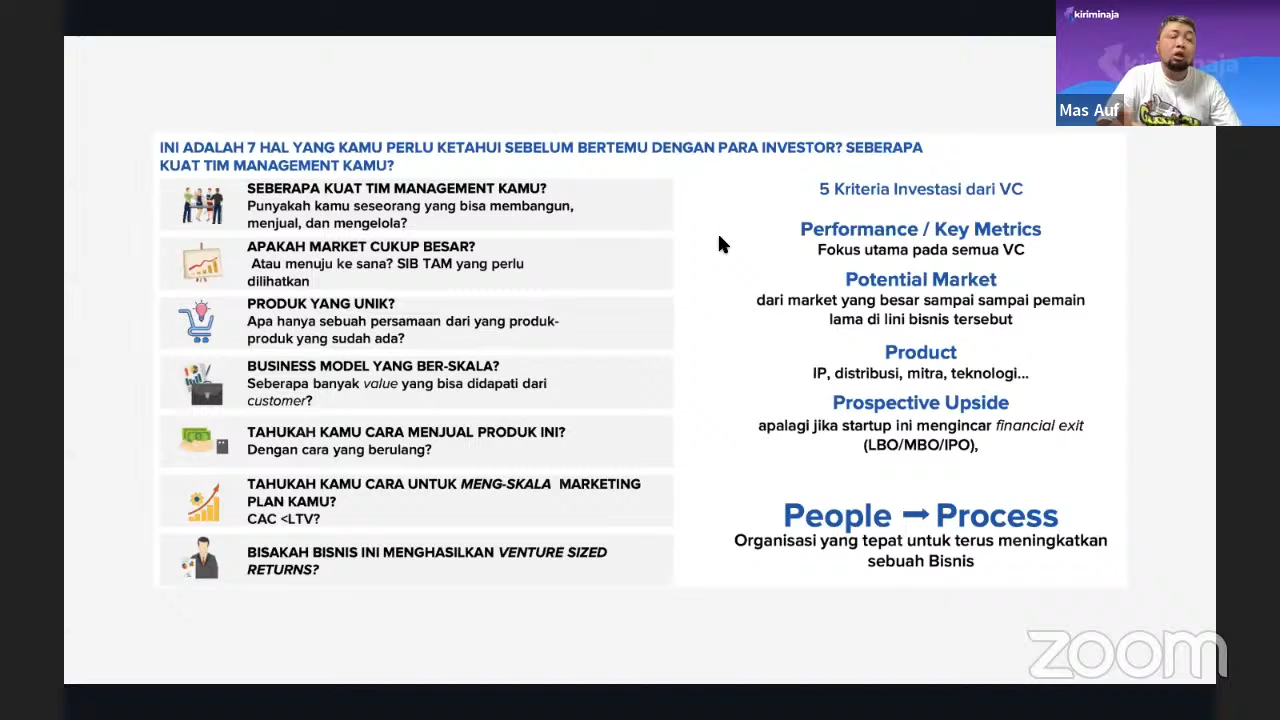 kiriminaja
kiriminaja
Mas Auf
INI ADALAH 7 HAL YANG KAMU PERLU KETAHUI SEBELUM BERTEMU DENGAN PARA INVESTOR? SEBERAPA
KUAT TIM MANAGEMENT KAMU?
SEBERAPA KUAT TIM MANAGEMENT KAMU?
Punyakah kamu seseorang yang bisa membangun,
menjual, dan mengelola?
APAKAH MARKET CUKUP BESAR?
Atau menuju ke sana? SIB TAM yang perlu
dilihatkan
PRODUK YANG UNIK?
Apa hanya sebuah persamaan dari yang produk-
produk yang sudah ada?
BUSINESS MODEL YANG BER-SKALA?
Seberapa banyak value yang bisa didapati dari
customer?
TAHUKAH KAMU CARA MENJUAL PRODUK INI?
Dengan cara yang berulang?
TAHUKAH KAMU CARA UNTUK MENG-SKALA MARKETING
PLAN KAMU?
CAC <LTV?
BISAKAH BISNIS INI MENGHASILKAN VENTURE SIZED
RETURNS?
5 Kriteria Investasi dari VC
Performance / Key Metrics
Fokus utama pada semua VC
Potential Market
dari market yang besar sampai sampai pemain
lama di lini bisnis tersebut
Product
IP, distribusi, mitra, teknologi...
Prospective Upside
apalagi jika startup ini mengincar financial exit
(LBO/MBO/IPO),
People → Process
Organisasi yang tepat untuk terus meningkatkan
sebuah Bisnis
zoom